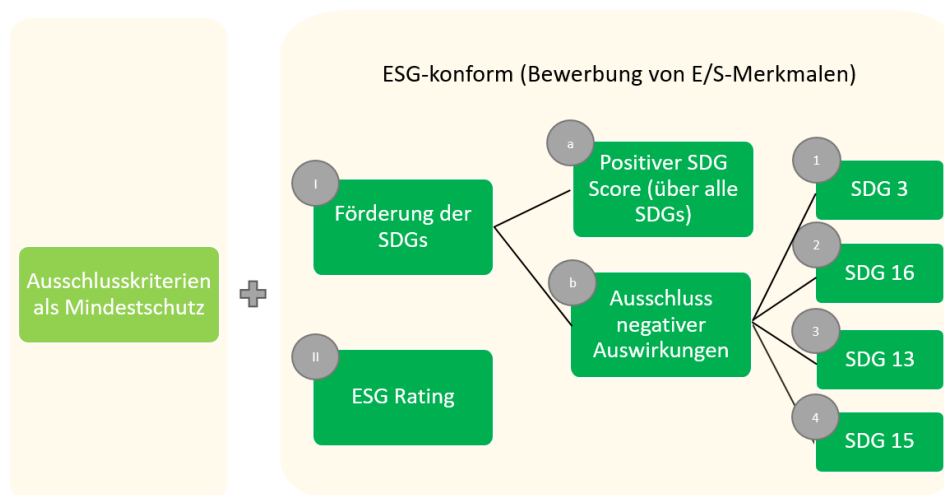 ESG-konform (Bewerbung von E/S-Merkmalen)
Ausschlusskriterien
als Mindestschutz
I
Förderung der
SDGs
II
ESG Rating
a
Positiver SDG
Score (über alle
SDGs)
b
Ausschluss
negativer
Auswirkungen
1
SDG 3
2
SDG 16
3
SDG 13
4
SDG 15